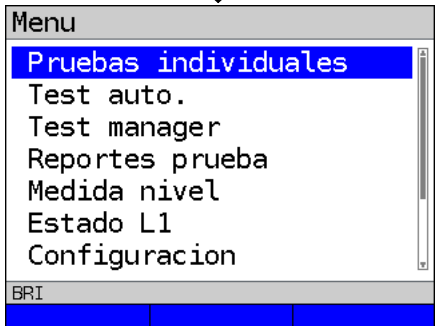 Menu
Pruebas individuales
Test auto.
Test manager
Reportes prueba
Medida nivel
Estado L1
Configuracion
BRI